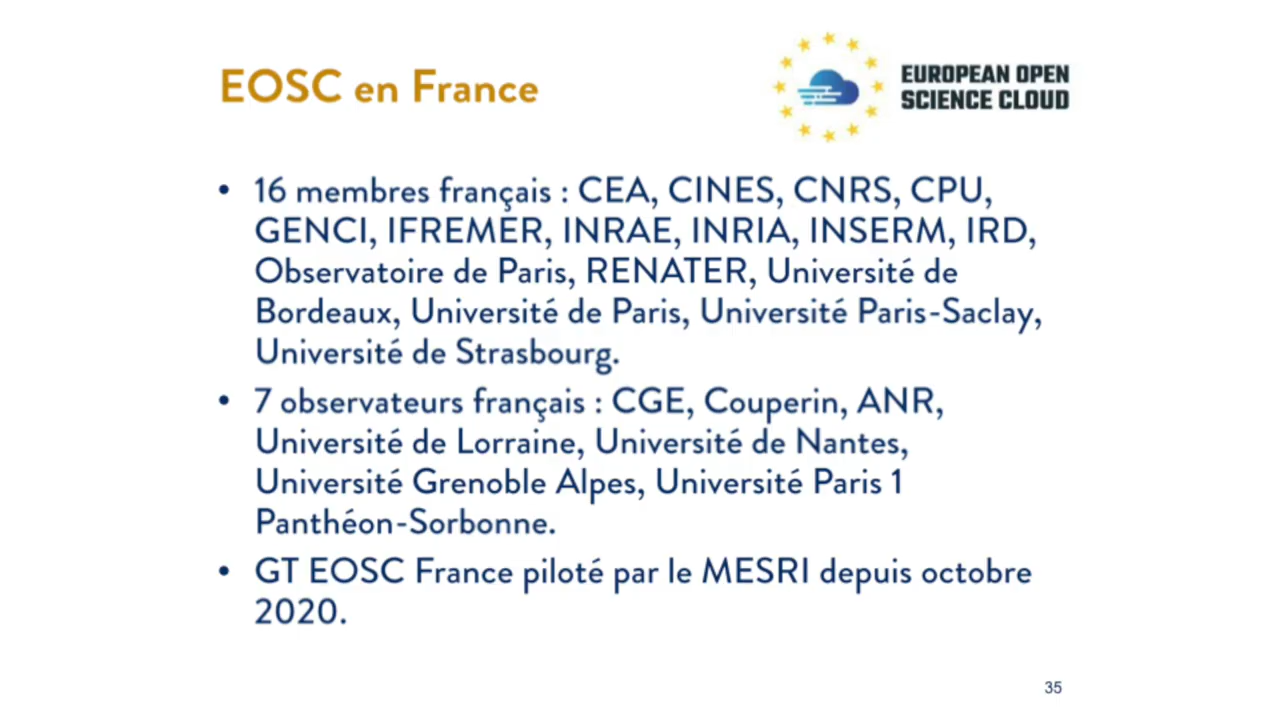 EOSC en France
EUROPEAN OPEN
SCIENCE CLOUD
• 16 membres français : CEA, CINES, CNRS, CPU,
GENCI, IFREMER, INRAE, INRIA, INSERM, IRD,
Observatoire de Paris, RENATER, Université de
Bordeaux, Université de Paris, Université Paris-Saclay,
Université de Strasbourg.
• 7 observateurs français : CGE, Couperin, ANR,
Université de Lorraine, Université de Nantes,
Université Grenoble Alpes, Université Paris 1
Panthéon-Sorbonne.
• GT EOSC France piloté par le MESRI depuis octobre
2020.
35